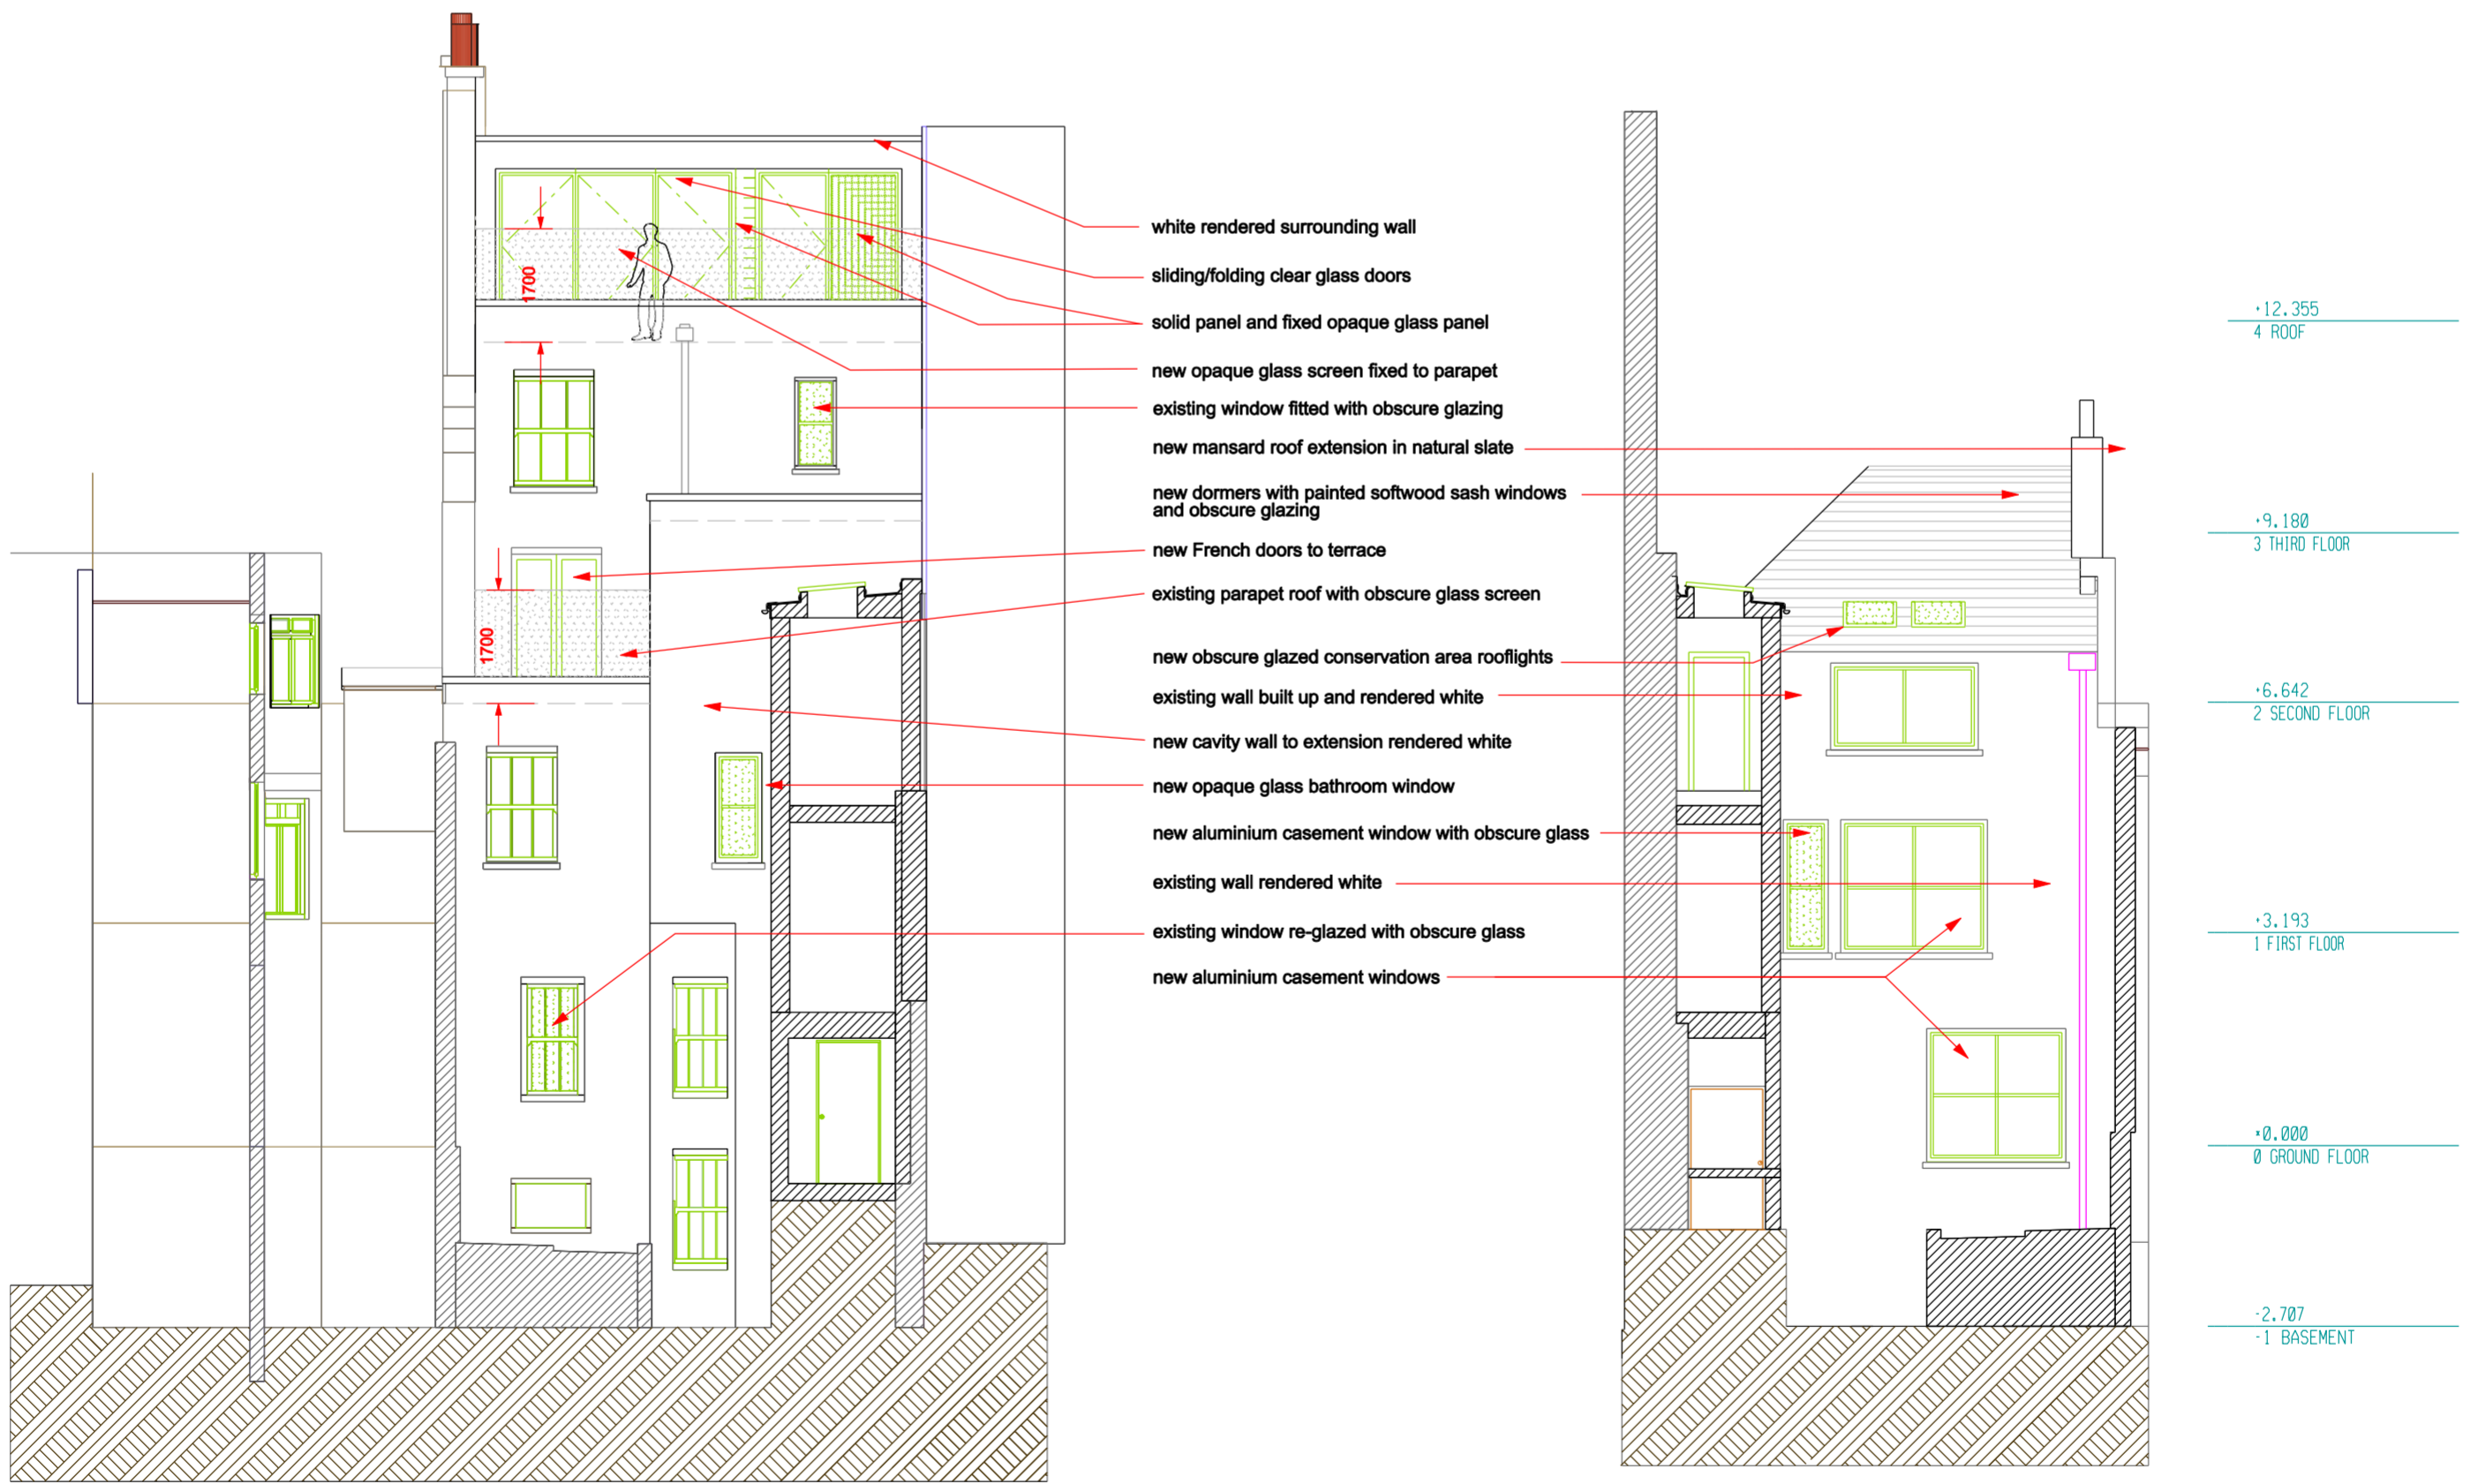 1700
1700
white rendered surrounding wall
sliding/folding clear glass doors
solid panel and fixed opaque glass panel
new opaque glass screen fixed to parapet
existing window fitted with obscure glazing
new mansard roof extension in natural slate
new dormers with painted softwood sash windows
and obscure glazing
new French doors to terrace
existing parapet roof with obscure glass screen
new obscure glazed conservation area rooflights
existing wall built up and rendered white
new cavity wall to extension rendered white
new opaque glass bathroom window
new aluminium casement window with obscure glass
existing wall rendered white
existing window re-glazed with obscure glass
new aluminium casement windows
+12.355
4 ROOF
+9.180
3 THIRD FLOOR
+6.642
2 SECOND FLOOR
+3.193
1 FIRST FLOOR
±0.000
0 GROUND FLOOR
-2.707
-1 BASEMENT